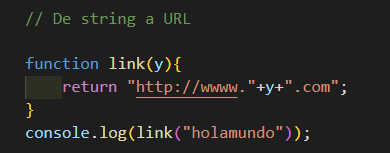 // De string a URL
function link(y){
return "http://wwww."+y+".com";
}
console.log(link("holamundo"));